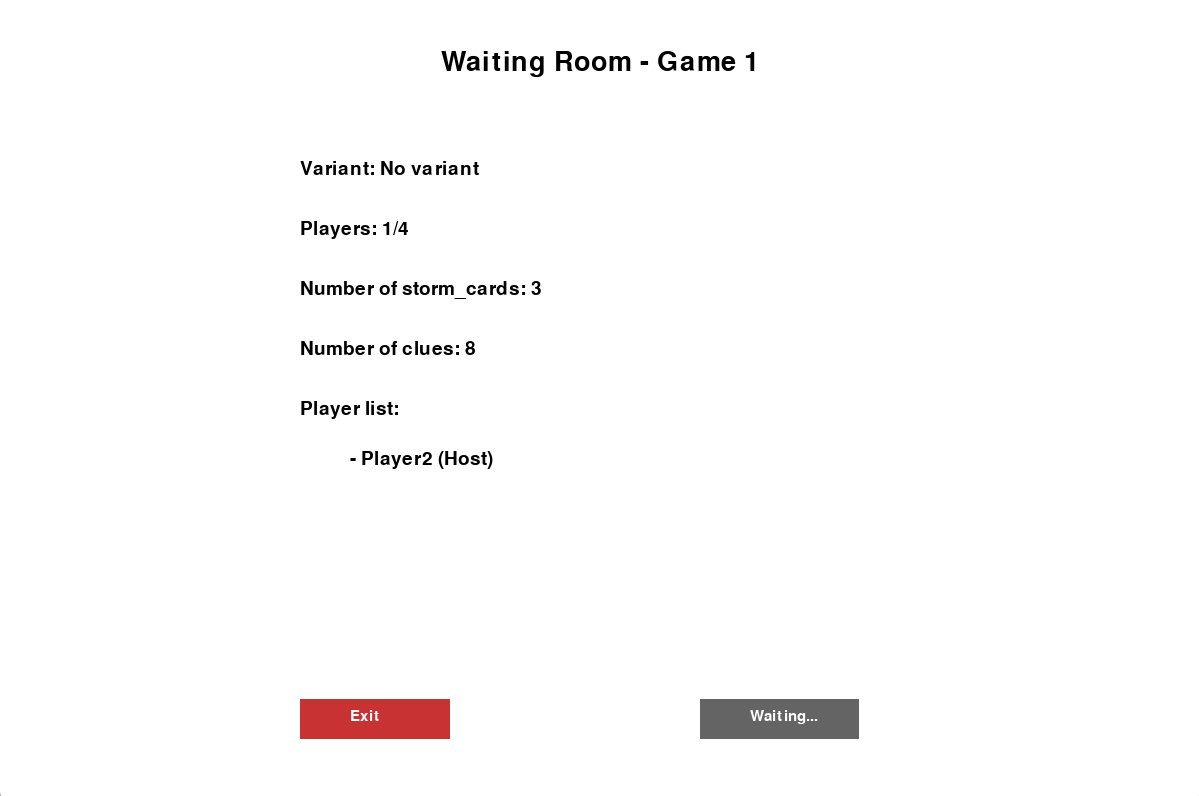 Waiting Room - Game 1
Variant: No variant
Players: 1/4
Number of storm_cards: 3
Number of clues: 8
Player list:
- Player2 (Host)
Exit
Waiting...